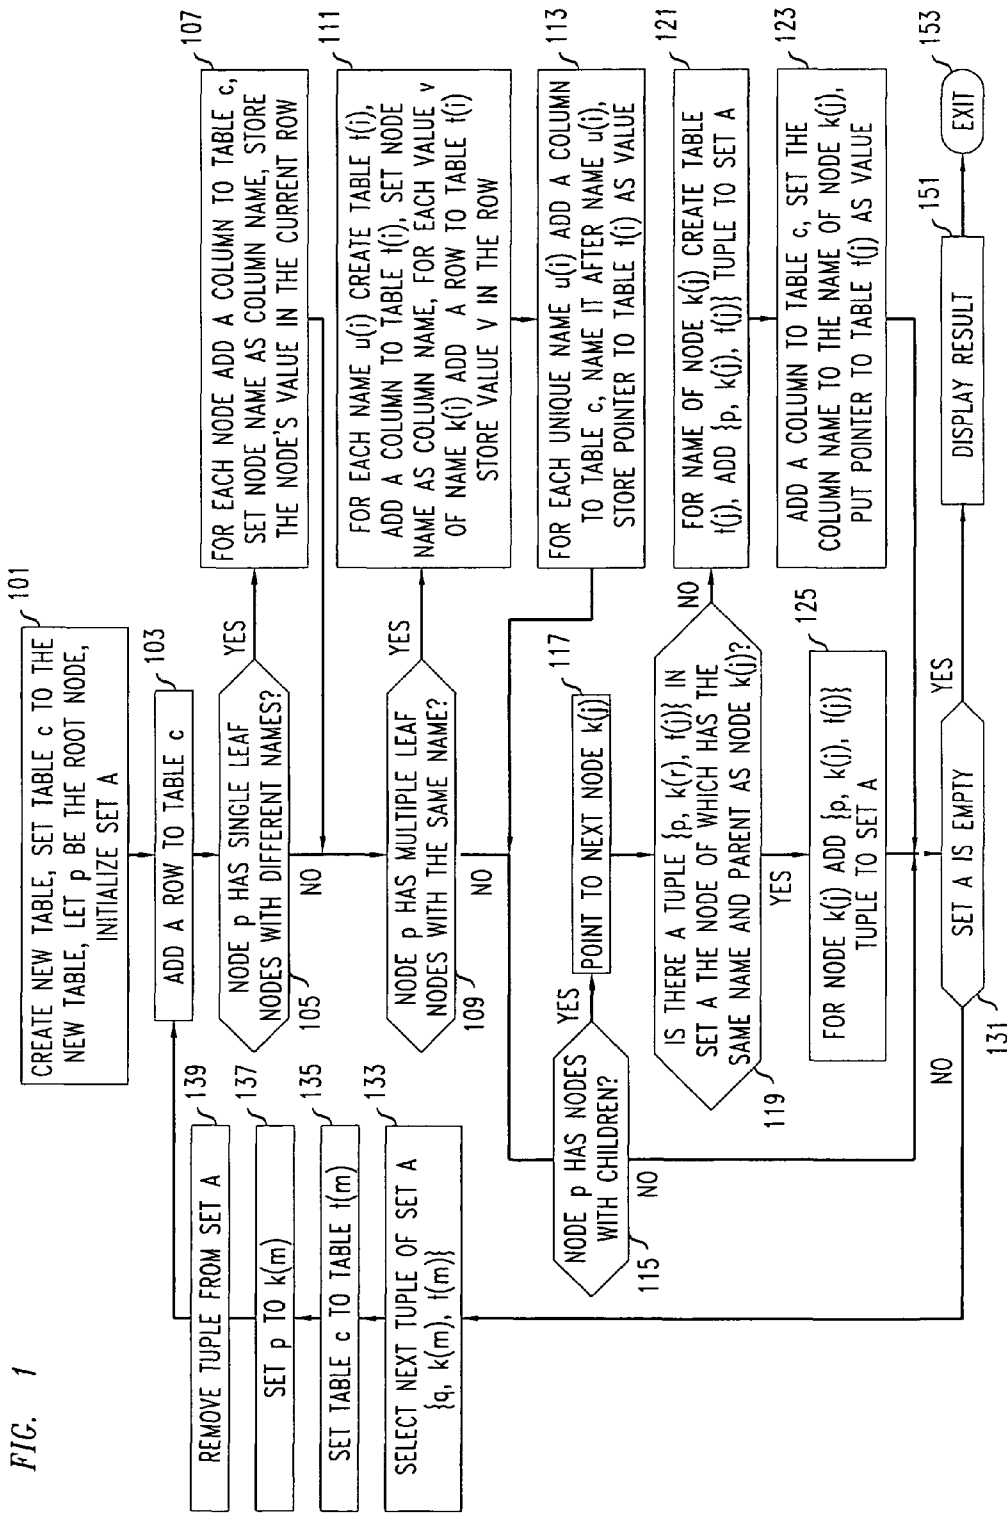 FIG. 1
101
CREATE NEW TABLE, SET TABLE c TO THE
NEW TABLE, LET p BE THE ROOT NODE,
INITIALIZE SET A
103
ADD A ROW TO TABLE c
NODE p HAS SINGLE LEAF
NODES WITH DIFFERENT NAMES?
105
YES
NO
107
FOR EACH NODE ADD A COLUMN TO TABLE c,
SET NODE NAME AS COLUMN NAME, STORE
THE NODE'S VALUE IN THE CURRENT ROW
NODE p HAS MULTIPLE LEAF
NODES WITH THE SAME NAME?
109
YES
NO
111
FOR EACH NAME u(i) CREATE TABLE t(i),
ADD A COLUMN TO TABLE t(i), SET NODE
NAME AS COLUMN NAME, FOR EACH VALUE v
OF NAME k(i) ADD A ROW TO TABLE t(i)
STORE VALUE V IN THE ROW
113
FOR EACH UNIQUE NAME u(i) ADD A COLUMN
TO TABLE c, NAME IT AFTER NAME u(i),
STORE POINTER TO TABLE t(i) AS VALUE
NODE p HAS NODES
WITH CHILDREN?
115
YES
NO
117
POINT TO NEXT NODE k(j)
IS THERE A TUPLE {p, k(r), t(j)} IN
SET A THE NODE OF WHICH HAS THE
SAME NAME AND PARENT AS NODE k(j)?
119
NO
YES
121
FOR NAME OF NODE k(j) CREATE TABLE
t(j), ADD {p, k(j), t(j)} TUPLE TO SET A
123
ADD A COLUMN TO TABLE c, SET THE
COLUMN NAME TO THE NAME OF NODE k(j),
PUT POINTER TO TABLE t(j) AS VALUE
125
FOR NODE k(j) ADD {p, k(j), t(j)}
TUPLE TO SET A
SET A IS EMPTY
131
NO
YES
133
SELECT NEXT TUPLE OF SET A
{q, k(m), t(m)}
135
SET TABLE c TO TABLE t(m)
137
SET p TO k(m)
139
REMOVE TUPLE FROM SET A
151
DISPLAY RESULT
153
EXIT